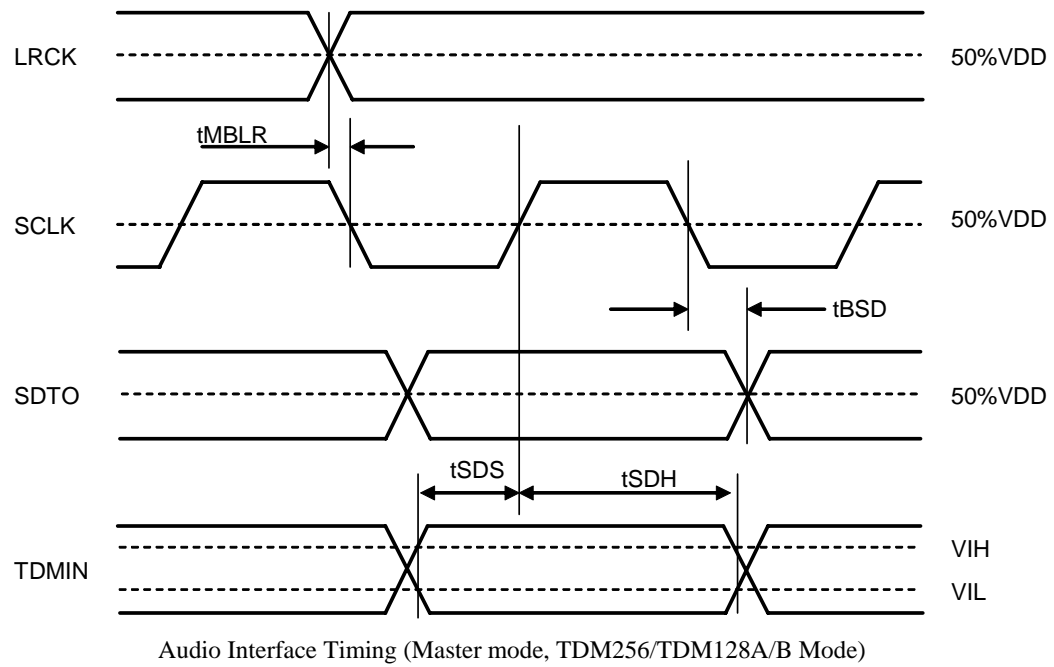 LRCK
50%VDD
tMBLR
SCLK
50%VDD
tBSD
SDTO
50%VDD
tSDS
tSDH
TDMIN
VIH
VIL
Audio Interface Timing (Master mode, TDM256/TDM128A/B Mode)